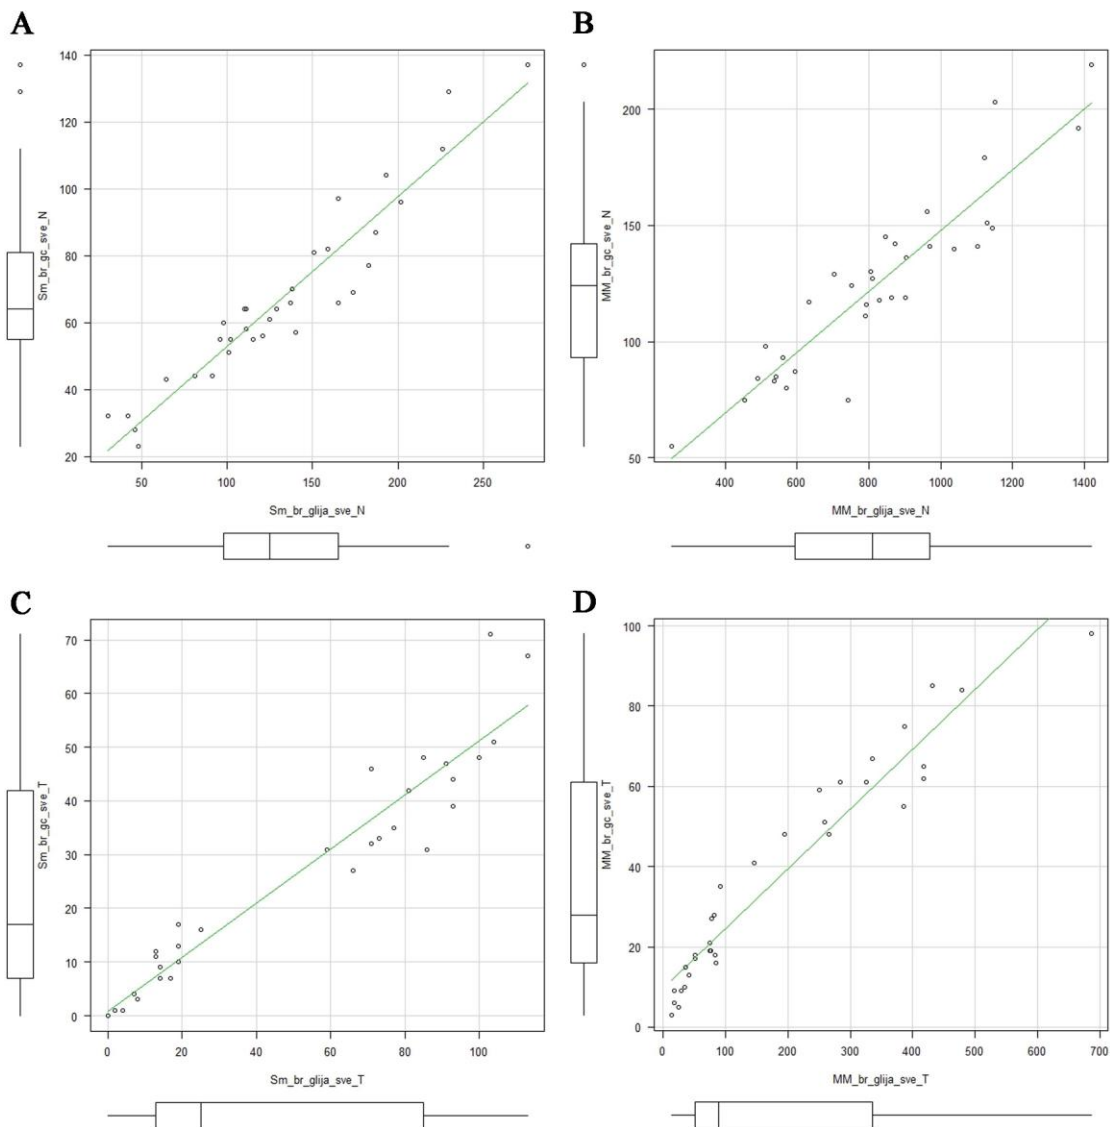 A
140
120
100
80
60
40
20
Sm_br_gc_sve_N
50 100 150 200 250
Sm_br_glija_sve_N
B
200
150
100
50
MM_br_gc_sve_N
400 600 800 1000 1200 1400
MM_br_glija_sve_N
C
70
60
50
40
30
20
10
0
Sm_br_gc_sve_T
0 20 40 60 80 100
Sm_br_glija_sve_T
D
100
80
60
40
20
0
MM_br_gc_sve_T
0 100 200 300 400 500 600 700
MM_br_glija_sve_T